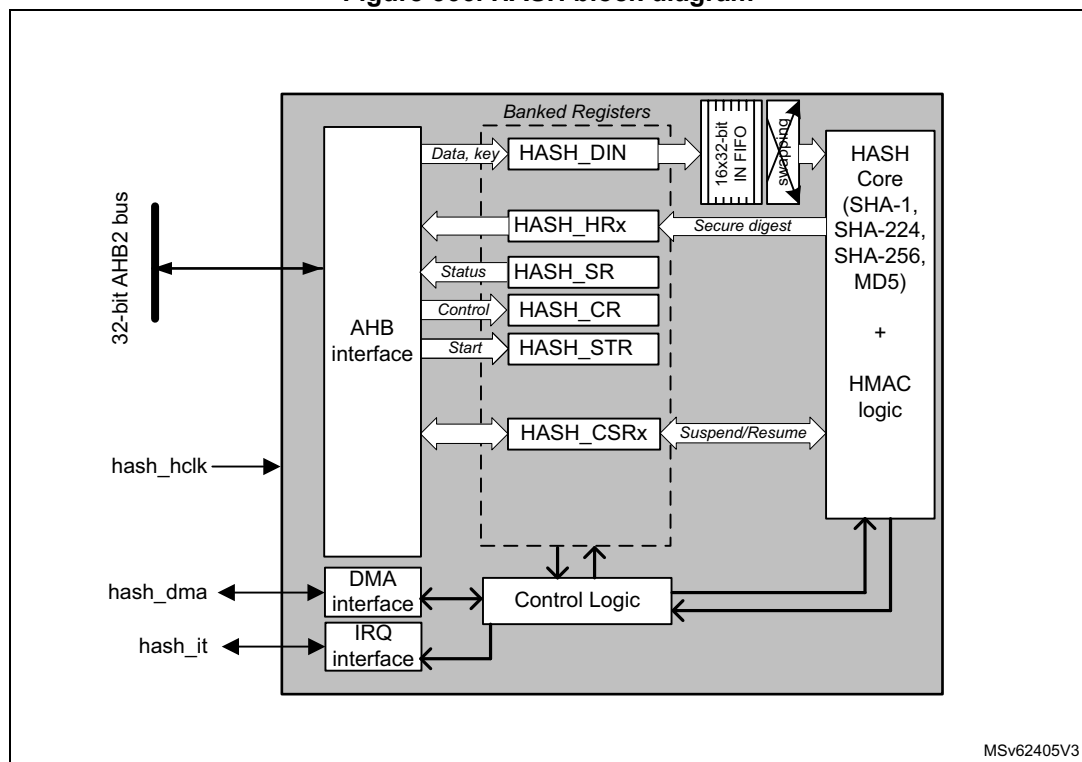 Banked Registers
32-bit AHB2 bus
AHB
interface
Data, key
HASH_DIN
16x32-bit
IN FIFO
swapping
HASH
Core
(SHA-1,
SHA-224,
SHA-256,
MD5)
+
HMAC
logic
HASH_HRx
Secure digest
Status
HASH_SR
Control
HASH_CR
Start
HASH_STR
HASH_CSRx
Suspend/Resume
hash_hclk
hash_dma
DMA
interface
Control Logic
hash_it
IRQ
interface
MSv62405V3